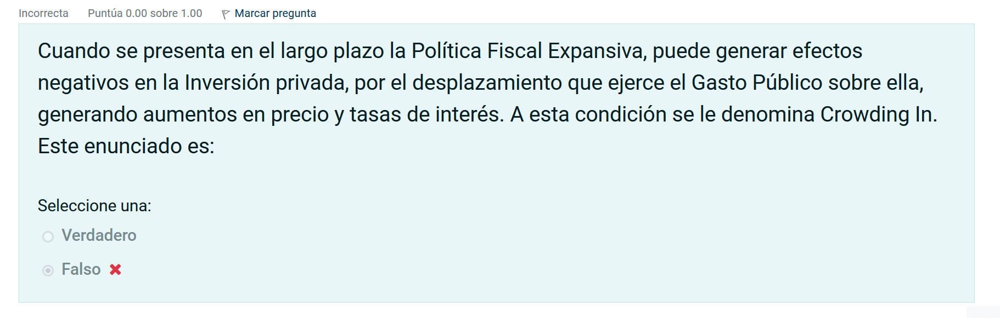 Incorrecta Puntúa 0.00 sobre 1.00 Marcar pregunta
Cuando se presenta en el largo plazo la Política Fiscal Expansiva, puede generar efectos
negativos en la Inversión privada, por el desplazamiento que ejerce el Gasto Público sobre ella,
generando aumentos en precio y tasas de interés. A esta condición se le denomina Crowding In.
Este enunciado es:
Seleccione una:
Verdadero
Falso